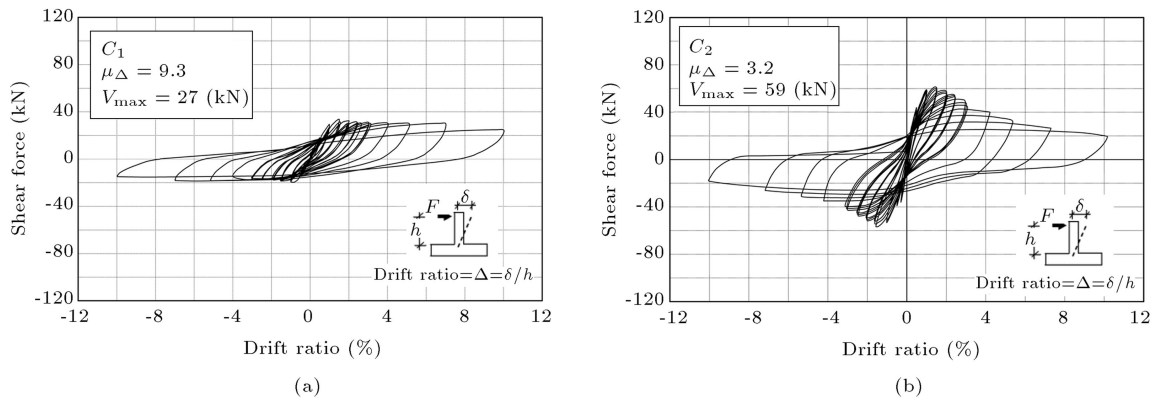 120
80
40
0
-40
-80
-120
Shear force (kN)
C1
μΔ = 9.3
Vmax = 27 (kN)
F
δ
h
Drift ratio=Δ=δ/h
-12
-8
-4
0
4
8
12
Drift ratio (%)
(a)
120
80
40
0
-40
-80
-120
Shear force (kN)
C2
μΔ = 3.2
Vmax = 59 (kN)
F
δ
h
Drift ratio=Δ=δ/h
-12
-8
-4
0
4
8
12
Drift ratio (%)
(b)